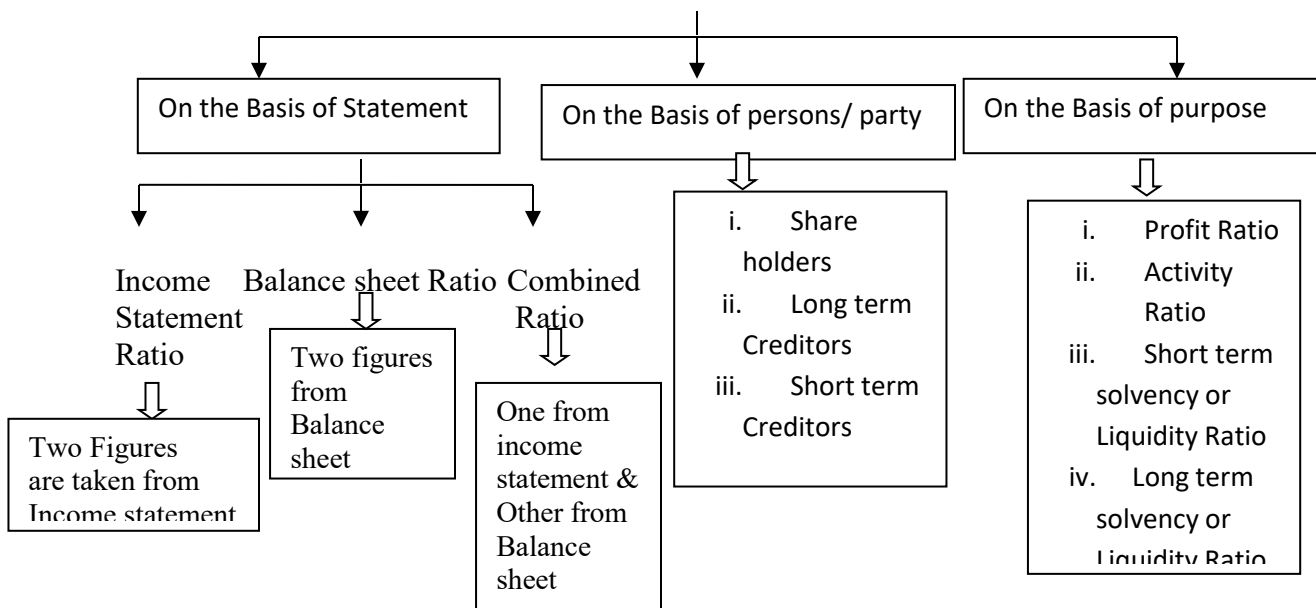 On the Basis of Statement
On the Basis of persons/ party
On the Basis of purpose
Income
Statement
Ratio
Balance sheet Ratio
Combined
Ratio
Two Figures
are taken from
Income statement
Two figures
from
Balance
sheet
One from
income
statement &
Other from
Balance
sheet
i. Share
holders
ii. Long term
Creditors
iii. Short term
Creditors
i. Profit Ratio
ii. Activity
Ratio
iii. Short term
solvency or
Liquidity Ratio
iv. Long term
solvency or
Liquidity Ratio